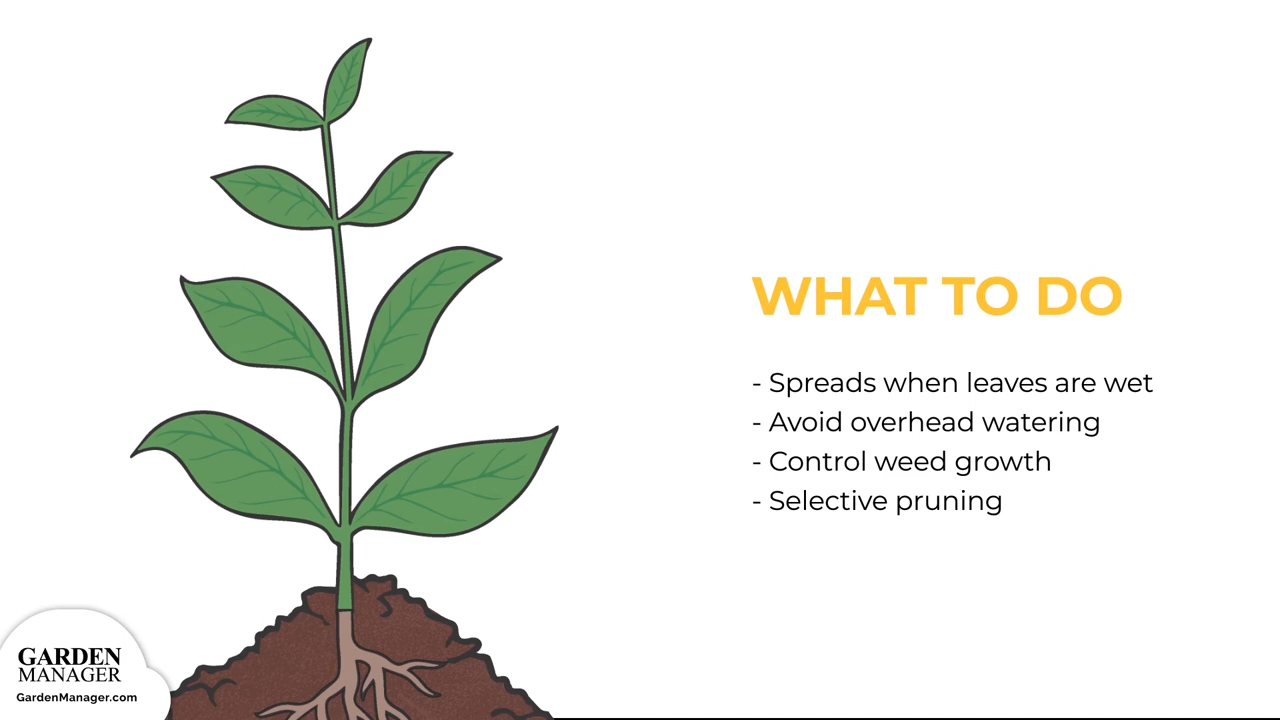 WHAT TO DO
- Spreads when leaves are wet
- Avoid overhead watering
- Control weed growth
- Selective pruning
GARDEN
MANAGER
GardenManager.com